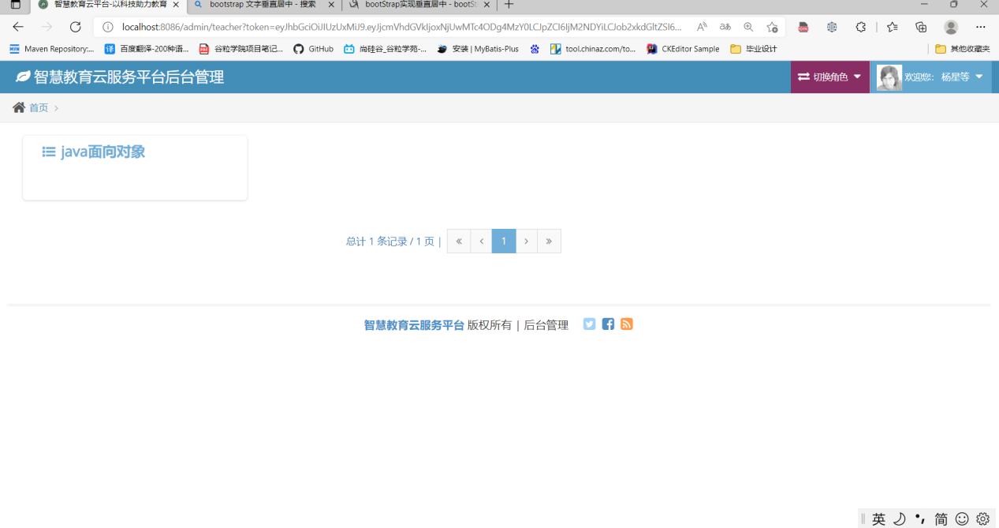 智慧教育云平台-以科技助力教育
bootstrap 文字垂直居中 - 搜索
bootStrap实现垂直居中 - bootSt
localhost:8086/admin/teacher?token=
Maven Repository:...
译 百度翻译-200种语...
谷粒学院项目笔记...
GitHub
尚硅谷_谷粒学苑-...
安装 | MyBatis-Plus
tool.chinaz.com/to...
CKEditor Sample
毕业设计
其他收藏夹
智慧教育云服务平台后台管理
切换角色
欢迎您: 杨星等
首页
java面向对象
总计 1 条记录 / 1 页 | « ‹ 1 › »
智慧教育云服务平台 版权所有 | 后台管理
英 简